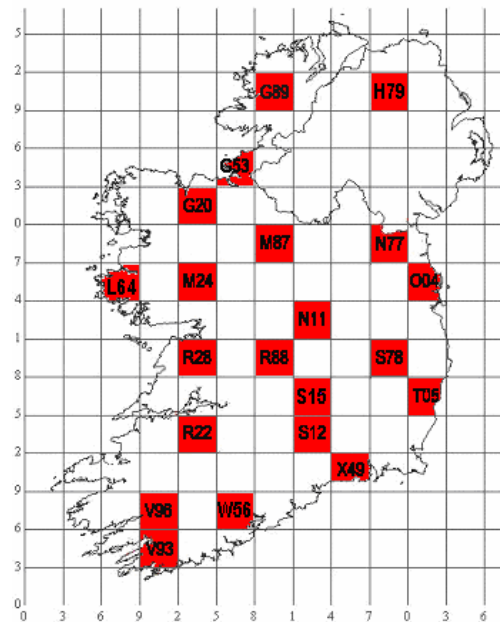 5
2
G89 H79
9
6
G53
3
G20
0
M87 N77
7
L64 M24 O04
4
N11
1
R28 R88 S78
8
S15 T05
5
R22 S12
2
X49
9
V96 W56
6
V93
3
0
0 3 6 9 2 5 8 1 4 7 0 3 6